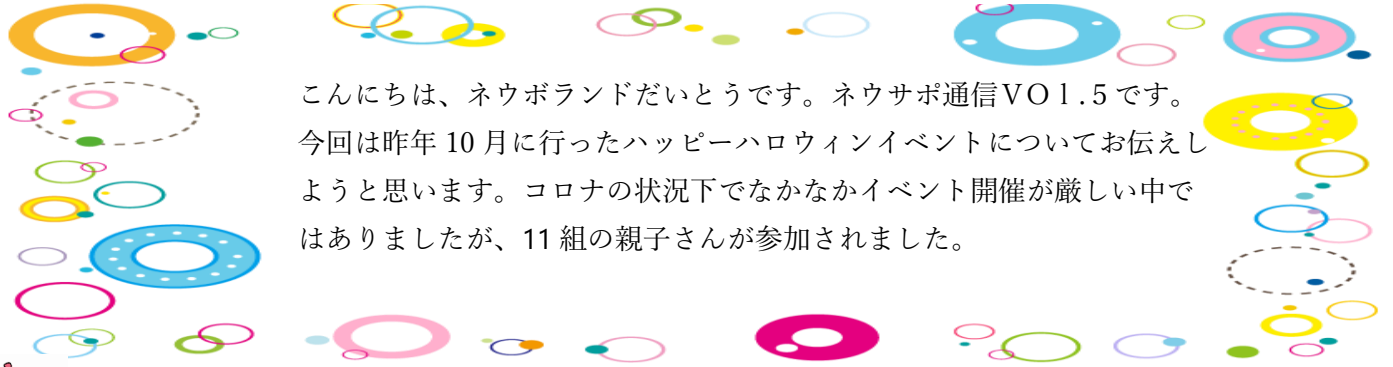 こんにちは、ネウボランドだいとうです。ネウサポ通信ＶＯｌ.５です。
今回は昨年 10 月に行ったハッピーハロウィンイベントについてお伝えし
ようと思います。コロナの状況下でなかなかイベント開催が厳しい中で
はありましたが、11 組の親子さんが参加されました。